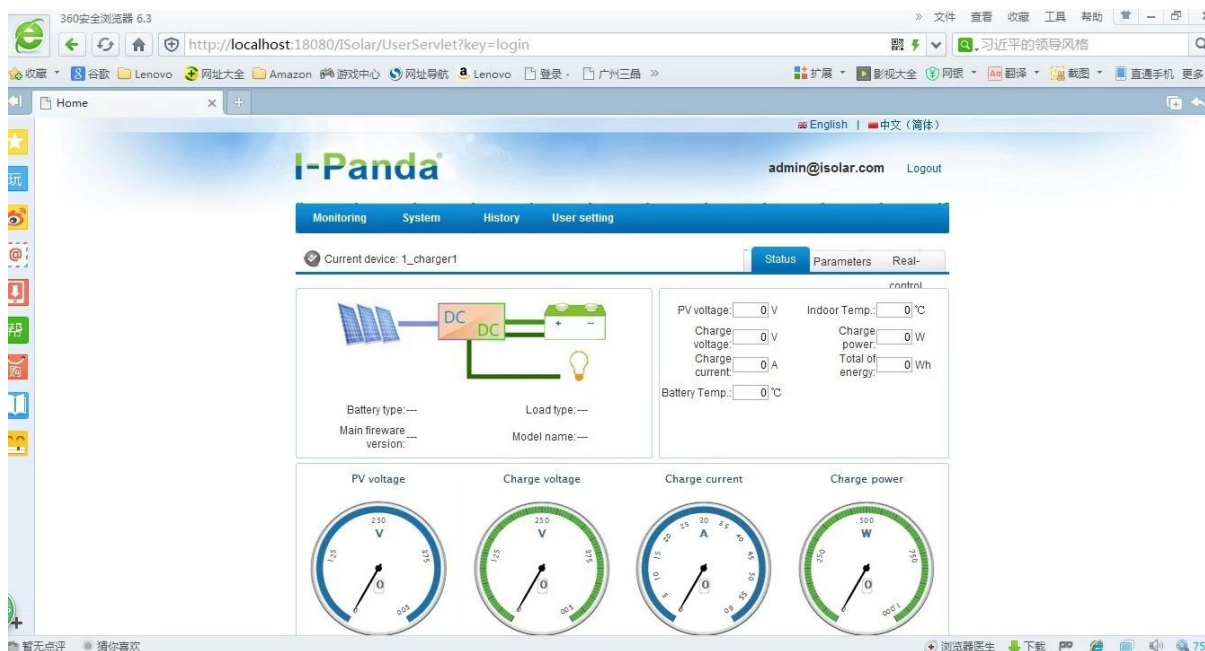 360安全浏览器 6.3
» 文件 查看 收藏 工具 帮助
http://localhost:18080/ISolar/UserServlet?key=login
习近平的领导风格
收藏 谷歌 Lenovo 网址大全 Amazon 游戏中心 网址导航 Lenovo 登录 - 广州三晶 »
扩展 影视大全 网银 翻译 截图 直通手机 更多
Home
English | 中文（简体）
I-Panda
admin@isolar.com Logout
Monitoring System History User setting
Current device: 1_charger1
Status Parameters Real-
control
DC
DC
+ −
Battery type:--- Load type:---
Main fireware
version: --- Model name:---
PV voltage: 0 V Indoor Temp.: 0 ℃
Charge
voltage: 0 V Charge
power: 0 W
Charge
current: 0 A Total of
energy: 0 Wh
Battery Temp.: 0 ℃
PV voltage Charge voltage Charge current Charge power
125 250 375 500 V 0
125 250 375 500 V 0
5 10 15 20 25 30 35 40 45 50 55 60 A 0
250 500 750 1,000 W 0
玩
帮
购
暂无点评 猜你喜欢
浏览器医生 下载 75